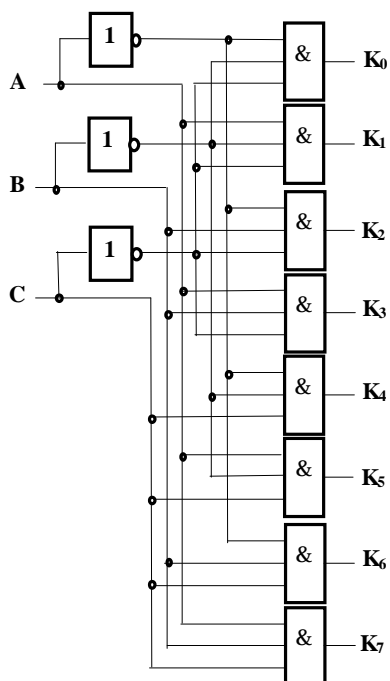 1
& K₀
A
& K₁
1
B
& K₂
1
C
& K₃
& K₄
& K₅
& K₆
& K₇